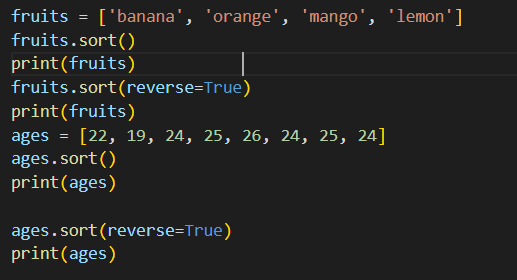 fruits = ['banana', 'orange', 'mango', 'lemon']
fruits.sort()
print(fruits)
fruits.sort(reverse=True)
print(fruits)
ages = [22, 19, 24, 25, 26, 24, 25, 24]
ages.sort()
print(ages)

ages.sort(reverse=True)
print(ages)